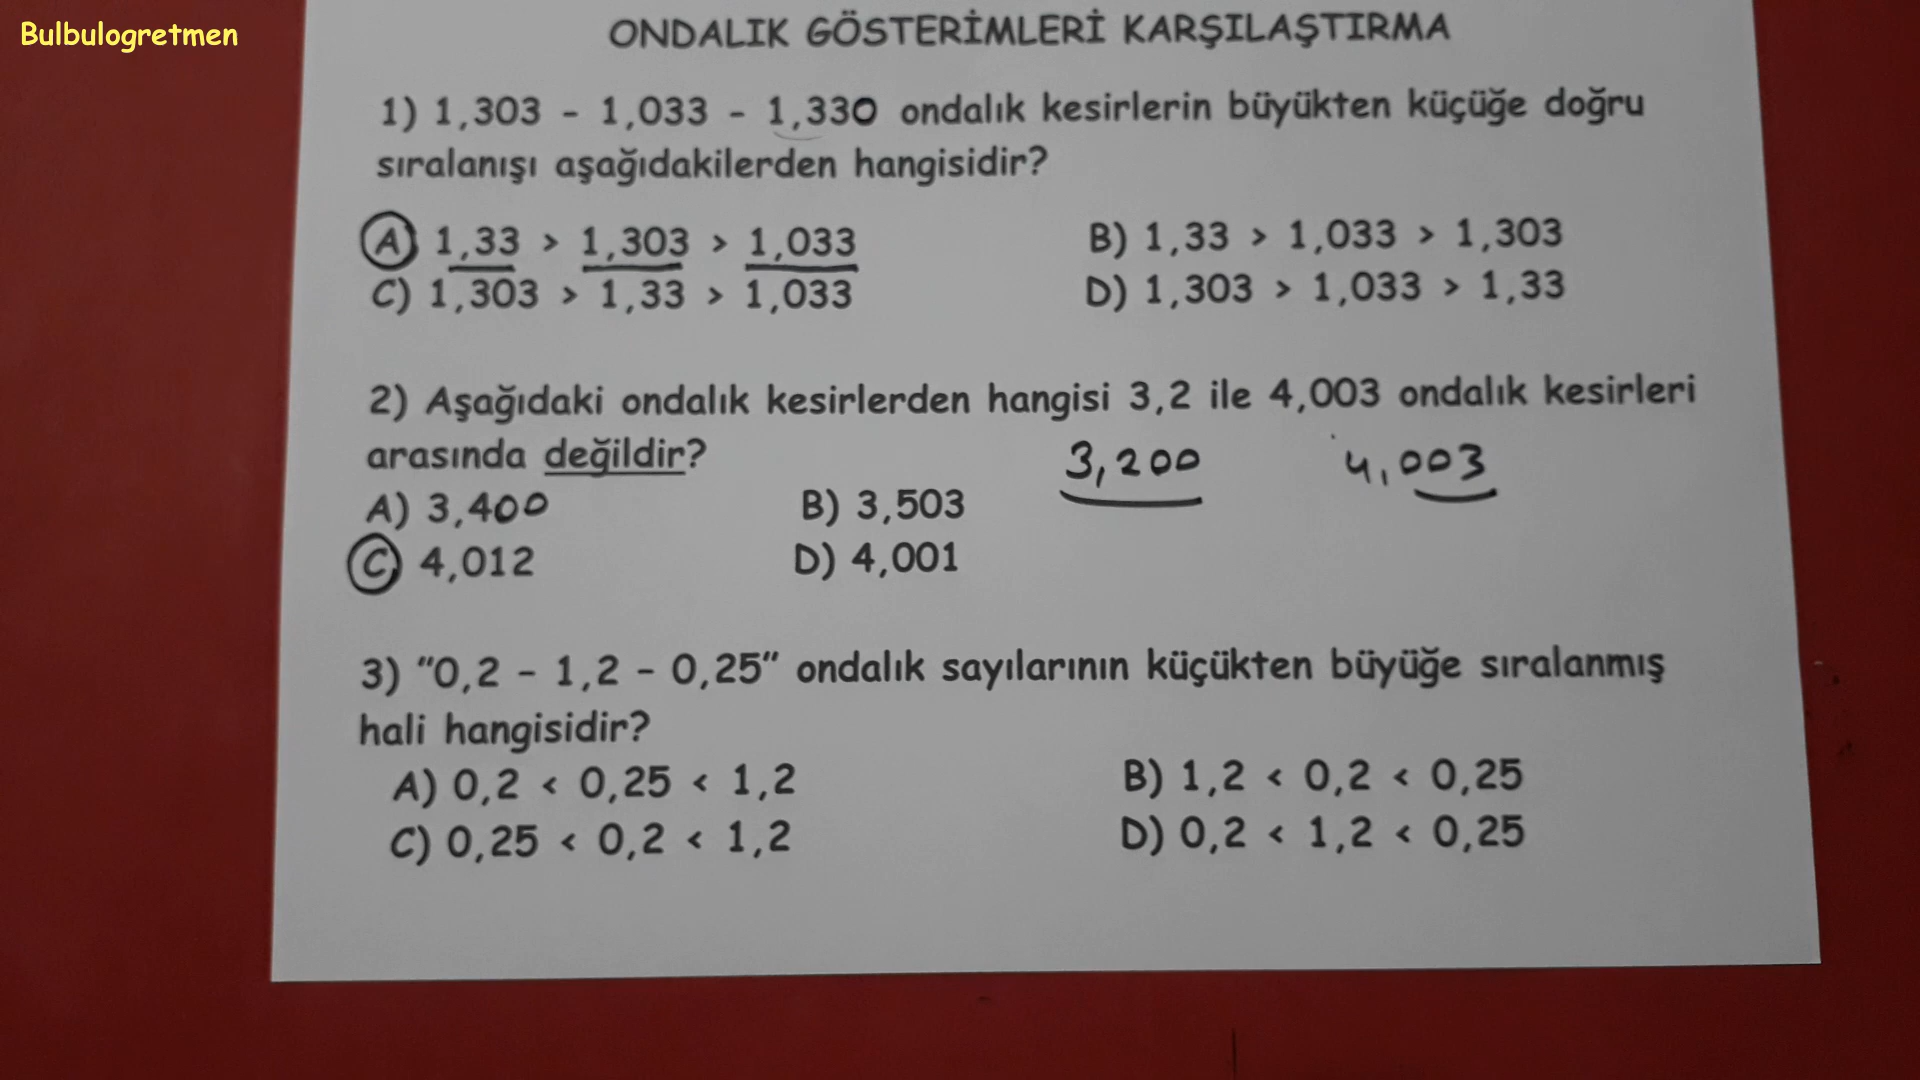 Bulbulogretmen
ONDALIK GÖSTERİMLERİ KARŞILAŞTIRMA
1) 1,303 - 1,033 - 1,330 ondalık kesirlerin büyükten küçüğe doğru
sıralanışı aşağıdakilerden hangisidir?
A) 1,33 > 1,303 > 1,033
B) 1,33 > 1,033 > 1,303
C) 1,303 > 1,33 > 1,033
D) 1,303 > 1,033 > 1,33
2) Aşağıdaki ondalık kesirlerden hangisi 3,2 ile 4,003 ondalık kesirleri
arasında değildir?
3,200 4,003
A) 3,400
B) 3,503
C) 4,012
D) 4,001
3) "0,2 - 1,2 - 0,25" ondalık sayılarının küçükten büyüğe sıralanmış
hali hangisidir?
A) 0,2 < 0,25 < 1,2
B) 1,2 < 0,2 < 0,25
C) 0,25 < 0,2 < 1,2
D) 0,2 < 1,2 < 0,25